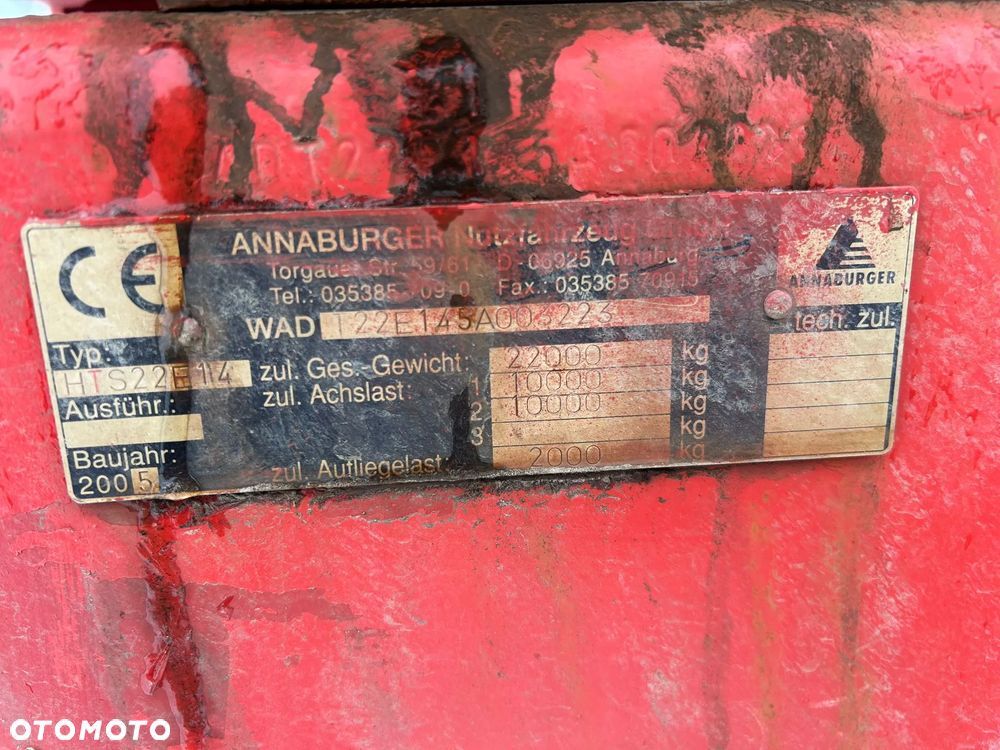 CE
ANNABURGER Nutzfahrzeug GmbH
Torgauer Str. 59/61 D-06925 Annaburg
Tel.: 035385 709-0 Fax.: 035385
ANNABURGER
WAD T22E145A003223
tech. zul.
Typ.
HTS22E14
Ausführ.:
Baujahr:
2005
zul. Ges.-Gewicht: 22000 kg
zul. Achslast: 1 10000 kg
2 10000 kg
3 kg
zul. Aufliegelast: 2000 kg
OTOMOTO